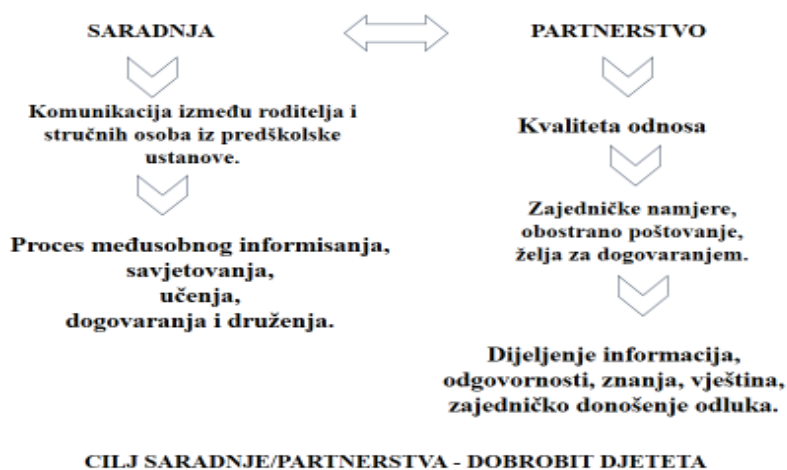 SARADNJA
Komunikacija između roditelja i
stručnih osoba iz predškolske
ustanove.
Proces međusobnog informisanja,
savjetovanja,
učenja,
dogovaranja i druženja.
PARTNERSTVO
Kvaliteta odnosa
Zajedničke namjere,
obostrano poštovanje,
želja za dogovaranjem.
Dijeljenje informacija,
odgovornosti, znanja, vještina,
zajedničko donošenje odluka.
CILJ SARADNJE/PARTNERSTVA - DOBROBIT DJETETA